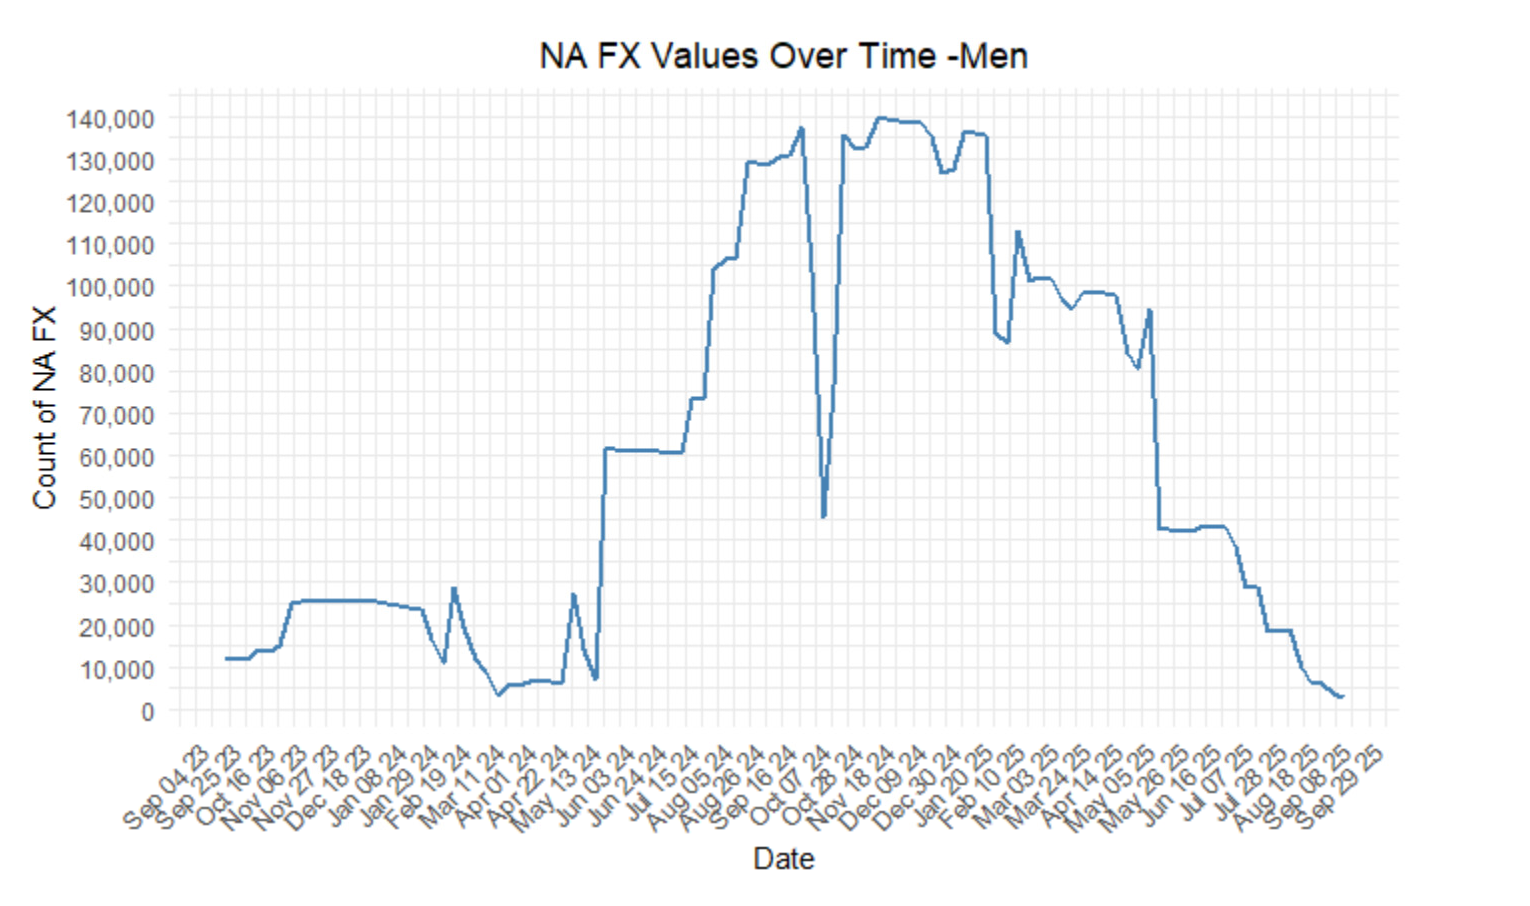 NA FX Values Over Time -Men
Count of NA FX
140,000
130,000
120,000
110,000
100,000
90,000
80,000
70,000
60,000
50,000
40,000
30,000
20,000
10,000
0
Sep 04 23
Sep 25 23
Oct 16 23
Nov 06 23
Nov 27 23
Dec 18 23
Jan 08 24
Jan 29 24
Feb 19 24
Mar 11 24
Apr 01 24
Apr 22 24
May 13 24
Jun 03 24
Jun 24 24
Jul 15 24
Aug 05 24
Aug 26 24
Sep 16 24
Oct 07 24
Oct 28 24
Nov 18 24
Dec 09 24
Dec 30 24
Jan 20 25
Feb 10 25
Mar 03 25
Mar 24 25
Apr 14 25
May 05 25
May 26 25
Jun 16 25
Jul 07 25
Jul 28 25
Aug 18 25
Sep 08 25
Sep 29 25
Date